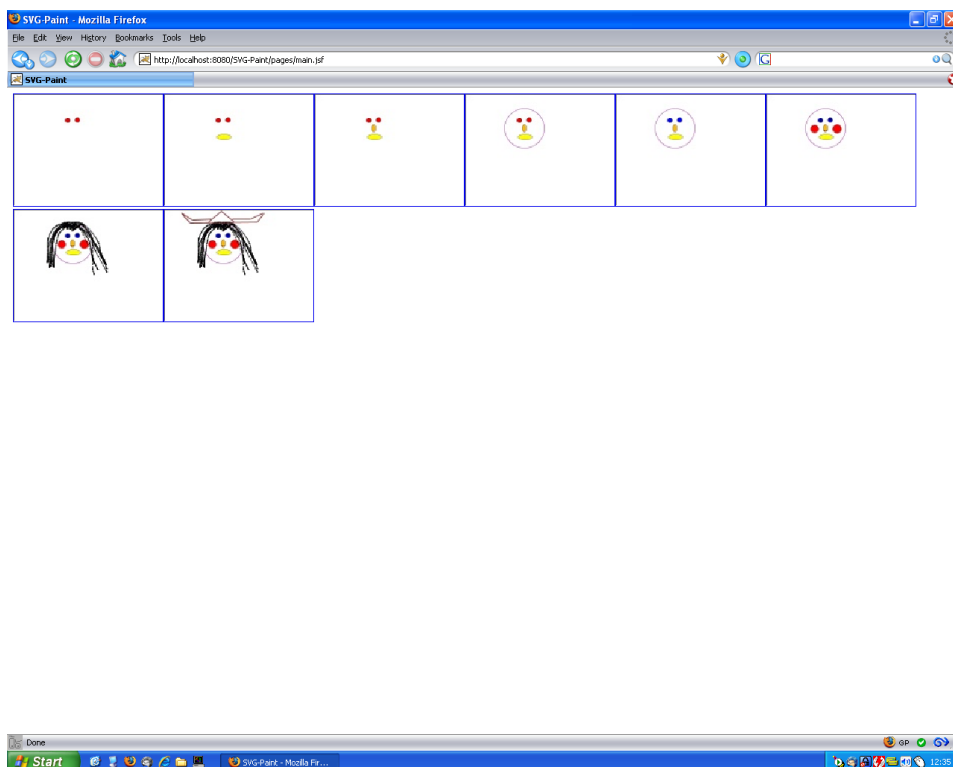 SVG-Paint - Mozilla Firefox
File Edit View History Bookmarks Tools Help
http://localhost:8080/SVG-Paint/pages/main.jsf G
SVG-Paint
Done GP
Start SVG-Paint - Mozilla Fir... 12:35